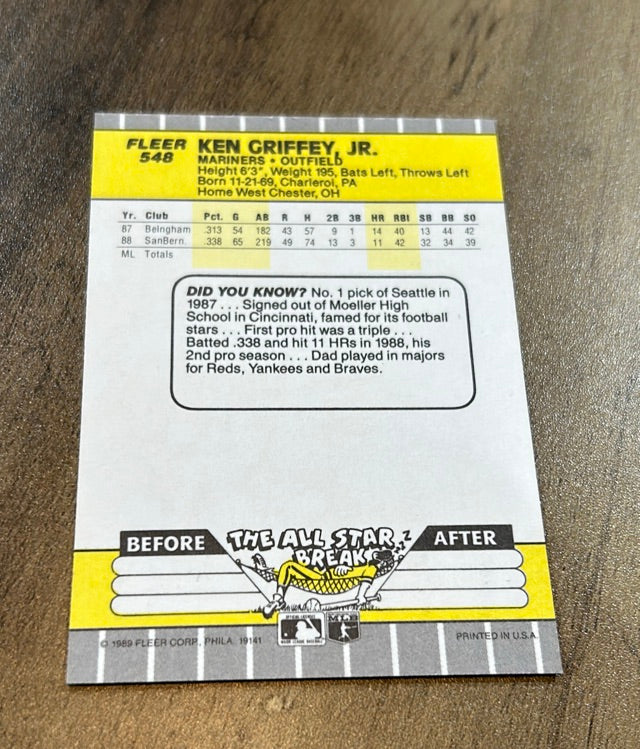 FLEER
548
KEN GRIFFEY, JR.
MARINERS • OUTFIELD
Height 6'3", Weight 195, Bats Left, Throws Left
Born 11-21-69, Charleroi, PA
Home West Chester, OH
Yr. Club Pct. G AB R H 2B 3B HR RBI SB BB SO
87 Belngham .313 54 182 43 57 9 1 14 40 13 44 42
88 SanBern. .338 65 219 49 74 13 3 11 42 32 34 39
ML Totals
DID YOU KNOW? No. 1 pick of Seattle in
1987 . . . Signed out of Moeller High
School in Cincinnati, famed for its football
stars . . . First pro hit was a triple . . .
Batted .338 and hit 11 HRs in 1988, his
2nd pro season . . . Dad played in majors
for Reds, Yankees and Braves.
BEFORE
THE ALL STAR
BREAK
AFTER
MLB
© 1989 FLEER CORP., PHILA. 19141
PRINTED IN U.S.A.